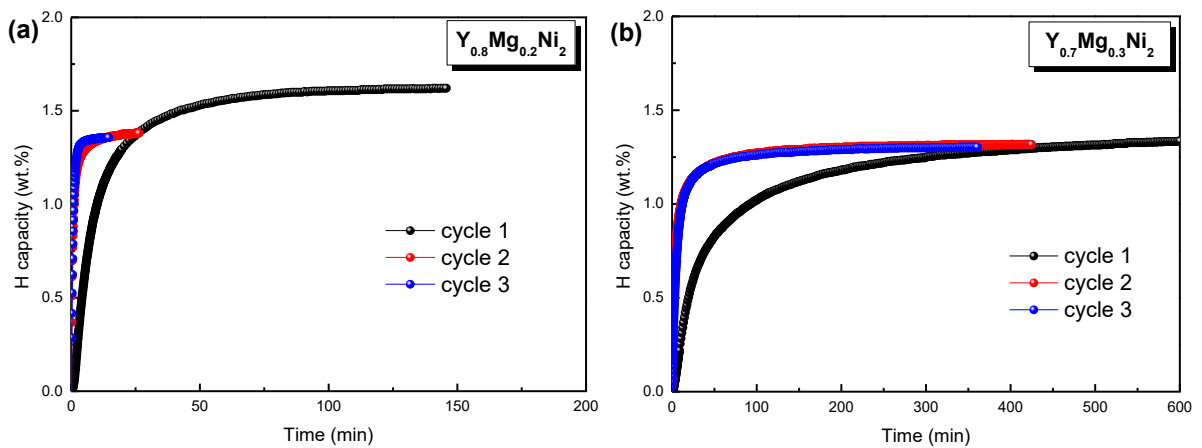 (a)
Y0.8Mg0.2Ni2
H capacity (wt.%)
2.0
1.5
1.0
0.5
0.0
cycle 1
cycle 2
cycle 3
0 50 100 150 200
Time (min)
(b)
Y0.7Mg0.3Ni2
H capacity (wt.%)
2.0
1.5
1.0
0.5
0.0
cycle 1
cycle 2
cycle 3
0 100 200 300 400 500 600
Time (min)